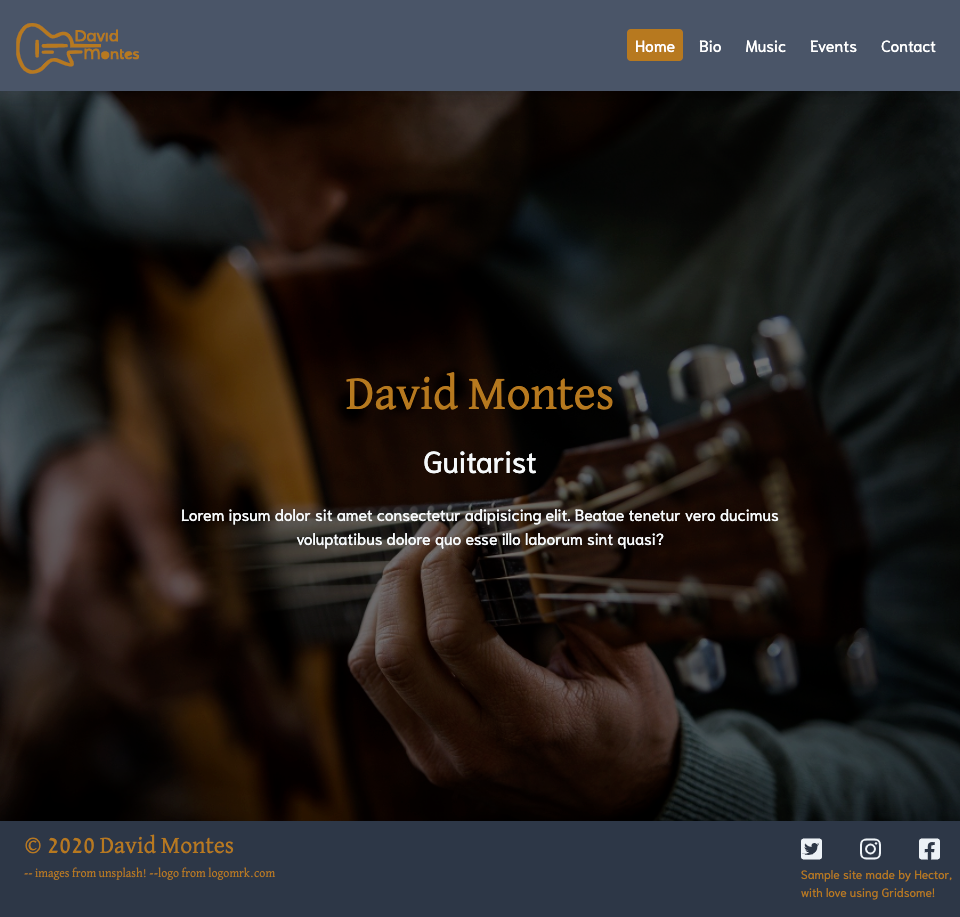 David
Montes
Home Bio Music Events Contact
David Montes
Guitarist
Lorem ipsum dolor sit amet consectetur adipisicing elit. Beatae tenetur vero ducimus
voluptatibus dolore quo esse illo laborum sint quasi?
© 2020 David Montes
-- images from unsplash! --logo from logomrk.com
Sample site made by Hector,
with love using Gridsome!